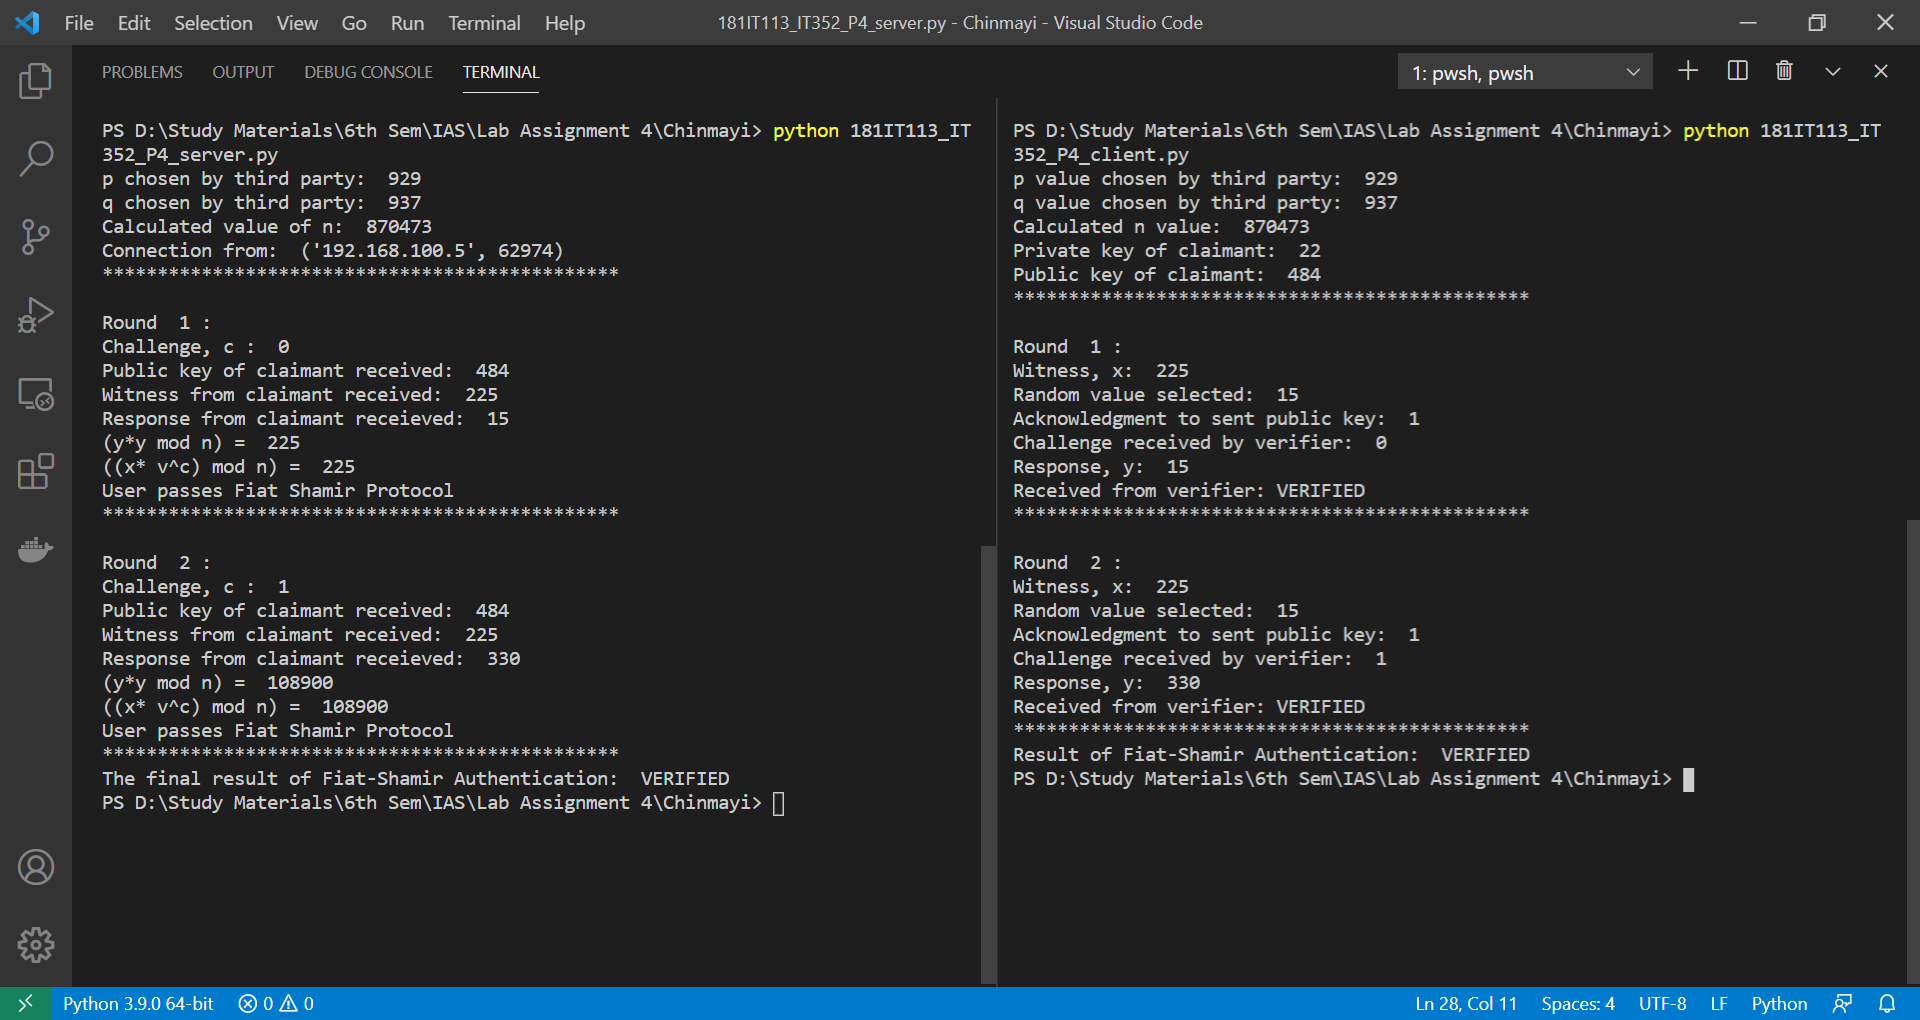 File Edit Selection View Go Run Terminal Help
181IT113_IT352_P4_server.py - Chinmayi - Visual Studio Code
PROBLEMS OUTPUT DEBUG CONSOLE TERMINAL
1: pwsh, pwsh
PS D:\Study Materials\6th Sem\IAS\Lab Assignment 4\Chinmayi> python 181IT113_IT
352_P4_server.py
p chosen by third party:  929
q chosen by third party:  937
Calculated value of n:  870473
Connection from:  ('192.168.100.5', 62974)
***********************************************
Round  1 :
Challenge, c :  0
Public key of claimant received:  484
Witness from claimant received:  225
Response from claimant receieved:  15
(y*y mod n) =  225
((x* v^c) mod n) =  225
User passes Fiat Shamir Protocol
***********************************************
Round  2 :
Challenge, c :  1
Public key of claimant received:  484
Witness from claimant received:  225
Response from claimant receieved:  330
(y*y mod n) =  108900
((x* v^c) mod n) =  108900
User passes Fiat Shamir Protocol
***********************************************
The final result of Fiat-Shamir Authentication:  VERIFIED
PS D:\Study Materials\6th Sem\IAS\Lab Assignment 4\Chinmayi>
PS D:\Study Materials\6th Sem\IAS\Lab Assignment 4\Chinmayi> python 181IT113_IT
352_P4_client.py
p value chosen by third party:  929
q value chosen by third party:  937
Calculated n value:  870473
Private key of claimant:  22
Public key of claimant:  484
***********************************************
Round  1 :
Witness, x:  225
Random value selected:  15
Acknowledgment to sent public key:  1
Challenge received by verifier:  0
Response, y:  15
Received from verifier: VERIFIED
***********************************************
Round  2 :
Witness, x:  225
Random value selected:  15
Acknowledgment to sent public key:  1
Challenge received by verifier:  1
Response, y:  330
Received from verifier: VERIFIED
***********************************************
Result of Fiat-Shamir Authentication:  VERIFIED
PS D:\Study Materials\6th Sem\IAS\Lab Assignment 4\Chinmayi>
Python 3.9.0 64-bit 0 0 Ln 28, Col 11 Spaces: 4 UTF-8 LF Python